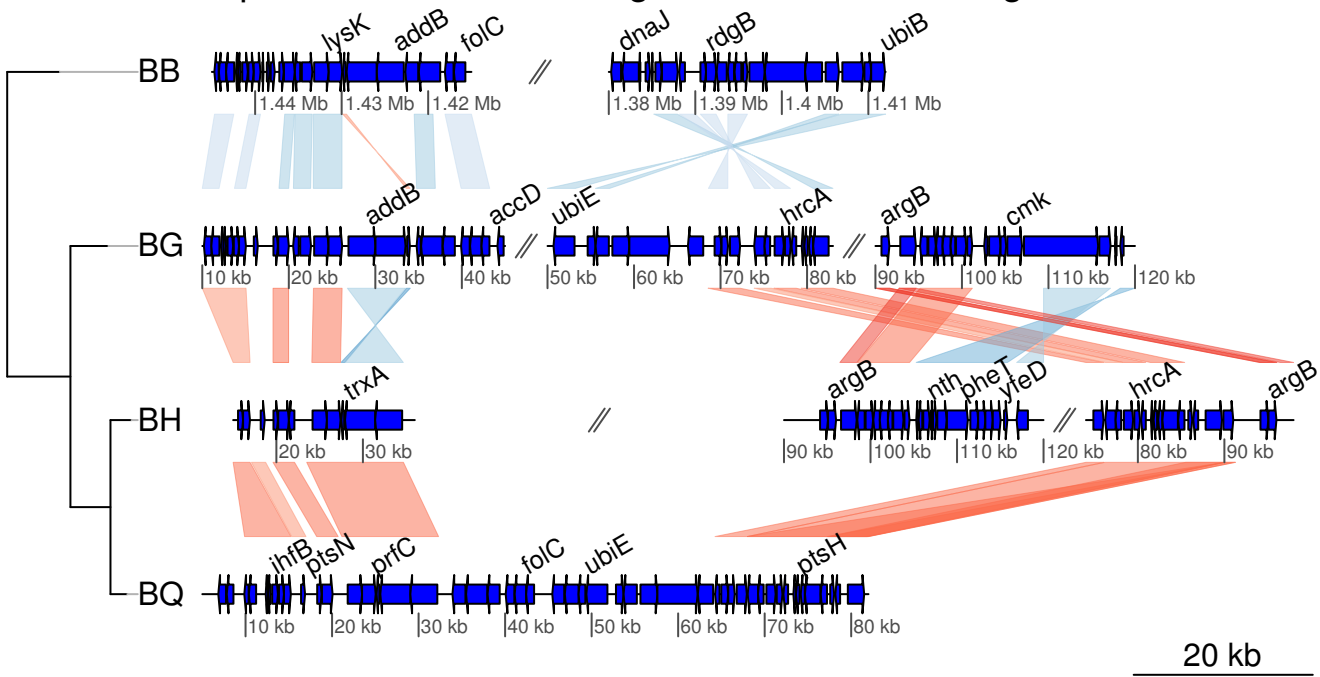 lysK addB folC dnaJ rdgB ubiB
BB
1.44 Mb 1.43 Mb 1.42 Mb 1.38 Mb 1.39 Mb 1.4 Mb 1.41 Mb
addB accD ubiE hrcA argB cmk
BG
10 kb 20 kb 30 kb 40 kb 50 kb 60 kb 70 kb 80 kb 90 kb 100 kb 110 kb 120 kb
trxA argB nth pheT yfeD hrcA argB
BH
20 kb 30 kb 90 kb 100 kb 110 kb 120 kb 80 kb 90 kb
ihfB ptsN prfC folC ubiE ptsH
BQ
10 kb 20 kb 30 kb 40 kb 50 kb 60 kb 70 kb 80 kb
20 kb